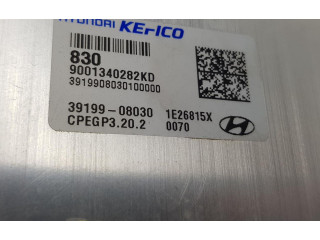 HYUNDAI KEFICO
830
9001340282KD
3919908030100000
39199-08030 1E26815X
CPEGP3.20.2 0070